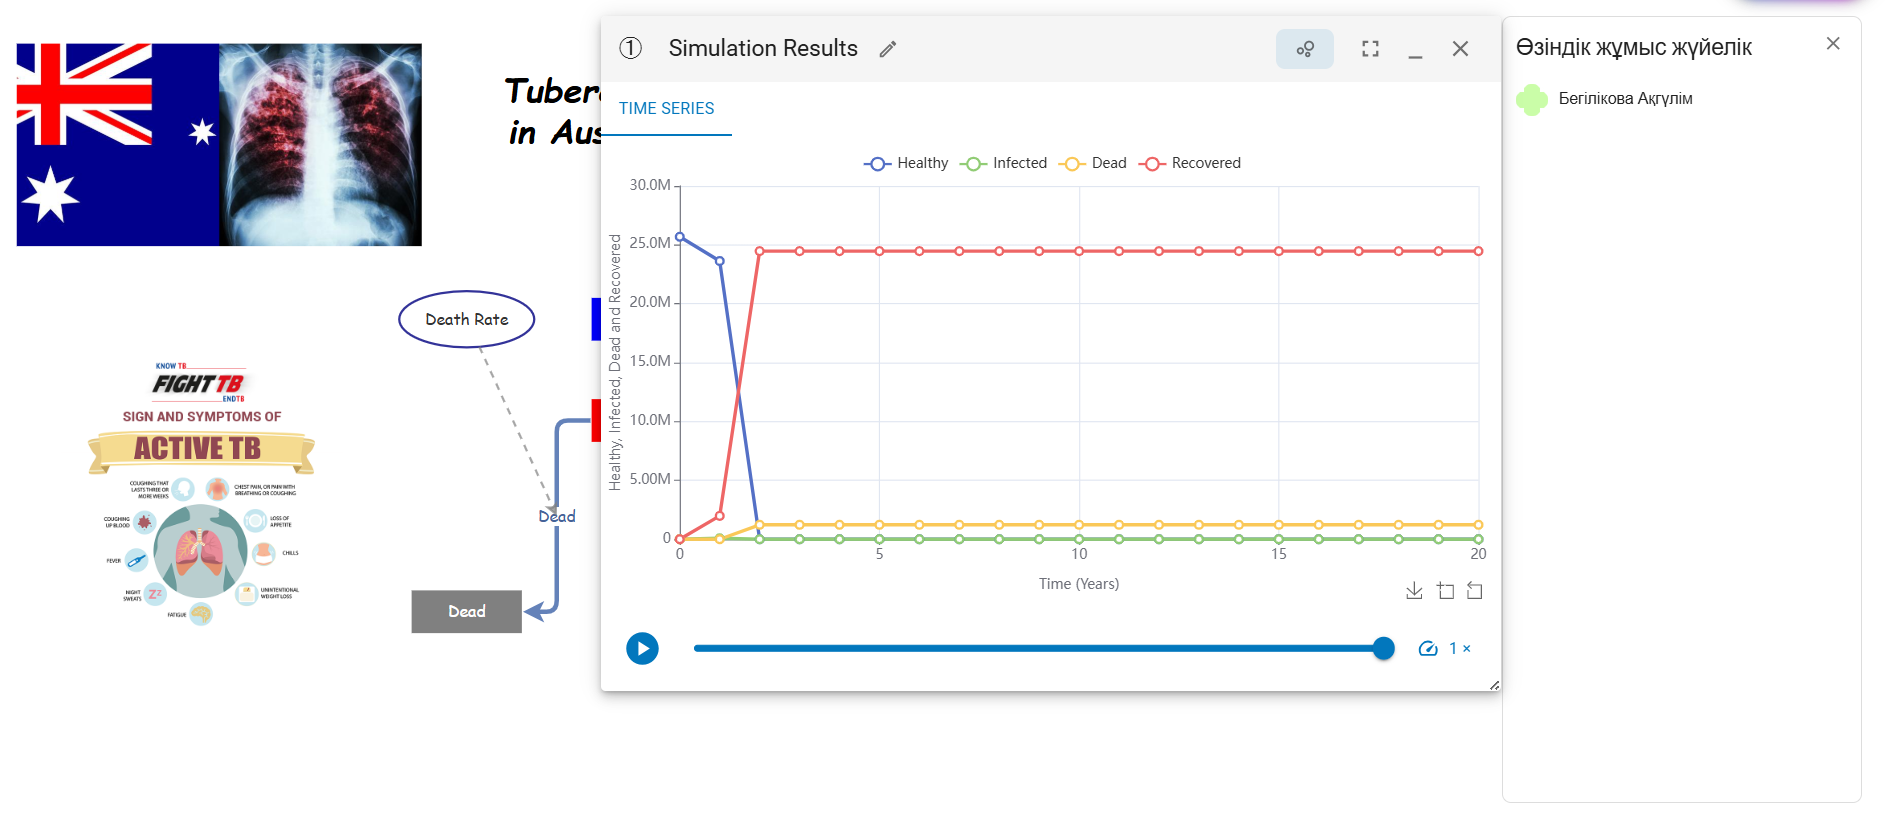 Tuber
in Aus
Death Rate
Dead
Dead
KNOW TB
FIGHT TB
ENDTB
SIGN AND SYMPTOMS OF
ACTIVE TB
COUGHING THAT
LASTS THREE OR
MORE WEEKS
CHEST PAIN, OR PAIN WITH
BREATHING OR COUGHING
COUGHING
UP BLOOD
LOSS OF
APPETITE
FEVER
CHILLS
NIGHT
SWEATS
UNINTENTIONAL
WEIGHT LOSS
FATIGUE
① Simulation Results
TIME SERIES
Healthy Infected Dead Recovered
Healthy, Infected, Dead and Recovered
30.0M
25.0M
20.0M
15.0M
10.0M
5.00M
0
0 5 10 15 20
Time (Years)
1 ×
Өзіндік жұмыс жүйелік
Бегілікова Ақгүлім